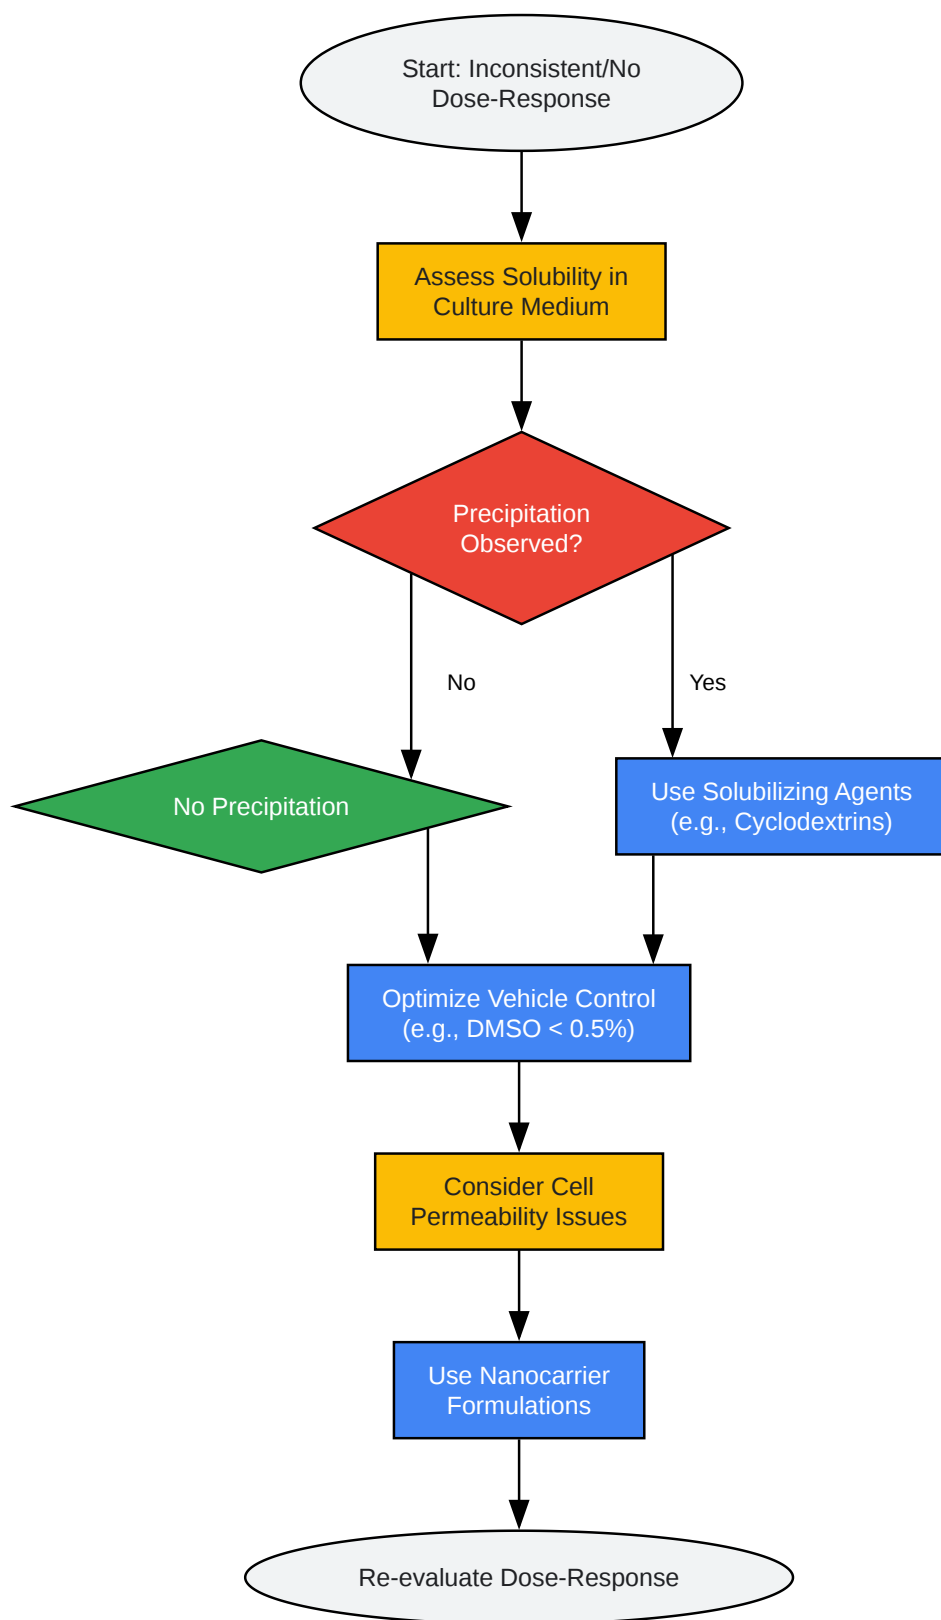 Start: Inconsistent/No
Dose-Response
Assess Solubility in
Culture Medium
Precipitation
Observed?
No
Yes
No Precipitation
Use Solubilizing Agents
(e.g., Cyclodextrins)
Optimize Vehicle Control
(e.g., DMSO < 0.5%)
Consider Cell
Permeability Issues
Use Nanocarrier
Formulations
Re-evaluate Dose-Response